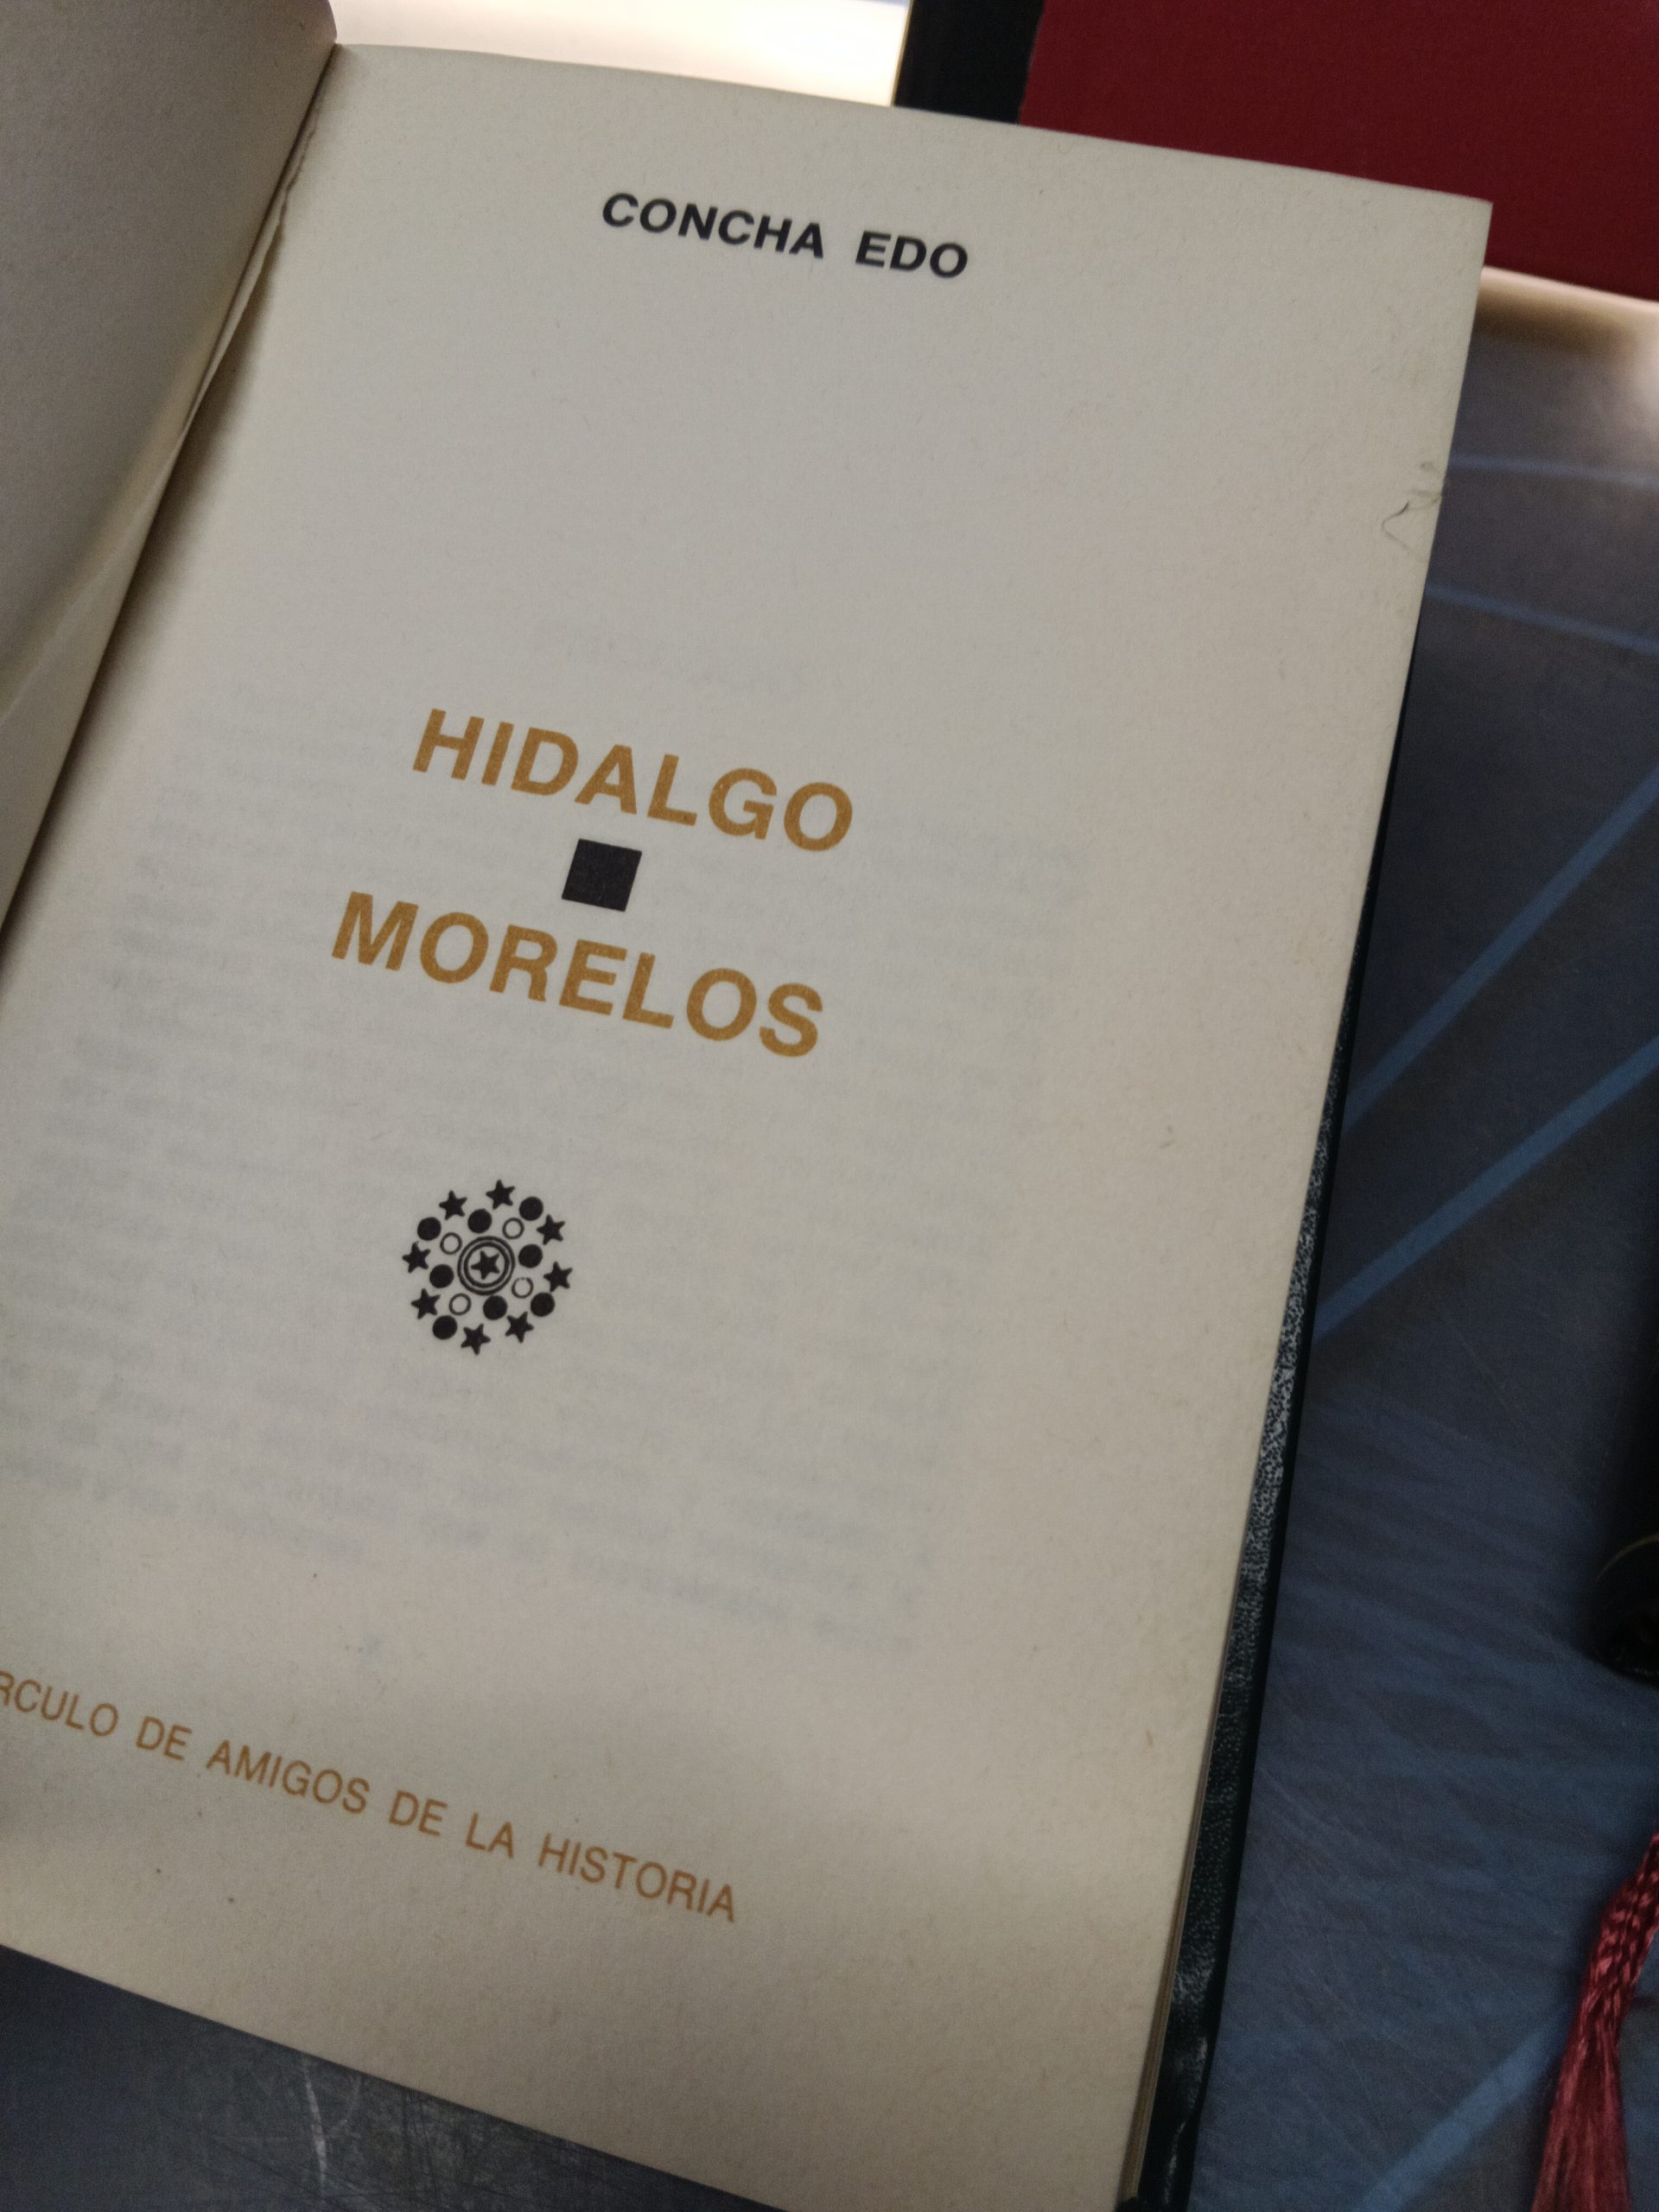 CONCHA EDO
HIDALGO
MORELOS
RCULO DE AMIGOS DE LA HISTORIA